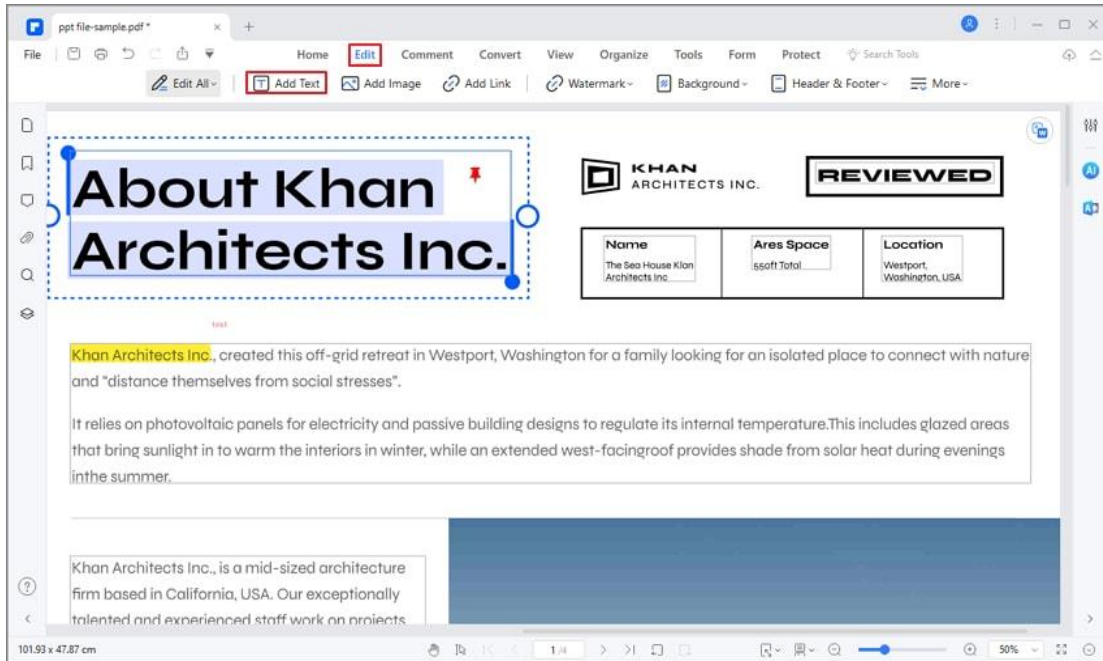 ppt file-sample.pdf *
File
Home Edit Comment Convert View Organize Tools Form Protect Search Tools
Edit All Add Text Add Image Add Link Watermark Background Header & Footer More
About Khan
Architects Inc.
KHAN
ARCHITECTS INC.
REVIEWED
Name
The Sea House Klan
Architects Inc
Ares Space
550ft Total
Location
Westport,
Washington, USA
test
Khan Architects Inc., created this off-grid retreat in Westport, Washington for a family looking for an isolated place to connect with nature
and “distance themselves from social stresses”.
It relies on photovoltaic panels for electricity and passive building designs to regulate its internal temperature.This includes glazed areas
that bring sunlight in to warm the interiors in winter, while an extended west-facingroof provides shade from solar heat during evenings
inthe summer.
Khan Architects Inc., is a mid-sized architecture
firm based in California, USA. Our exceptionally
talented and experienced staff work on projects
101.93 x 47.87 cm
1 /4
50%
AI